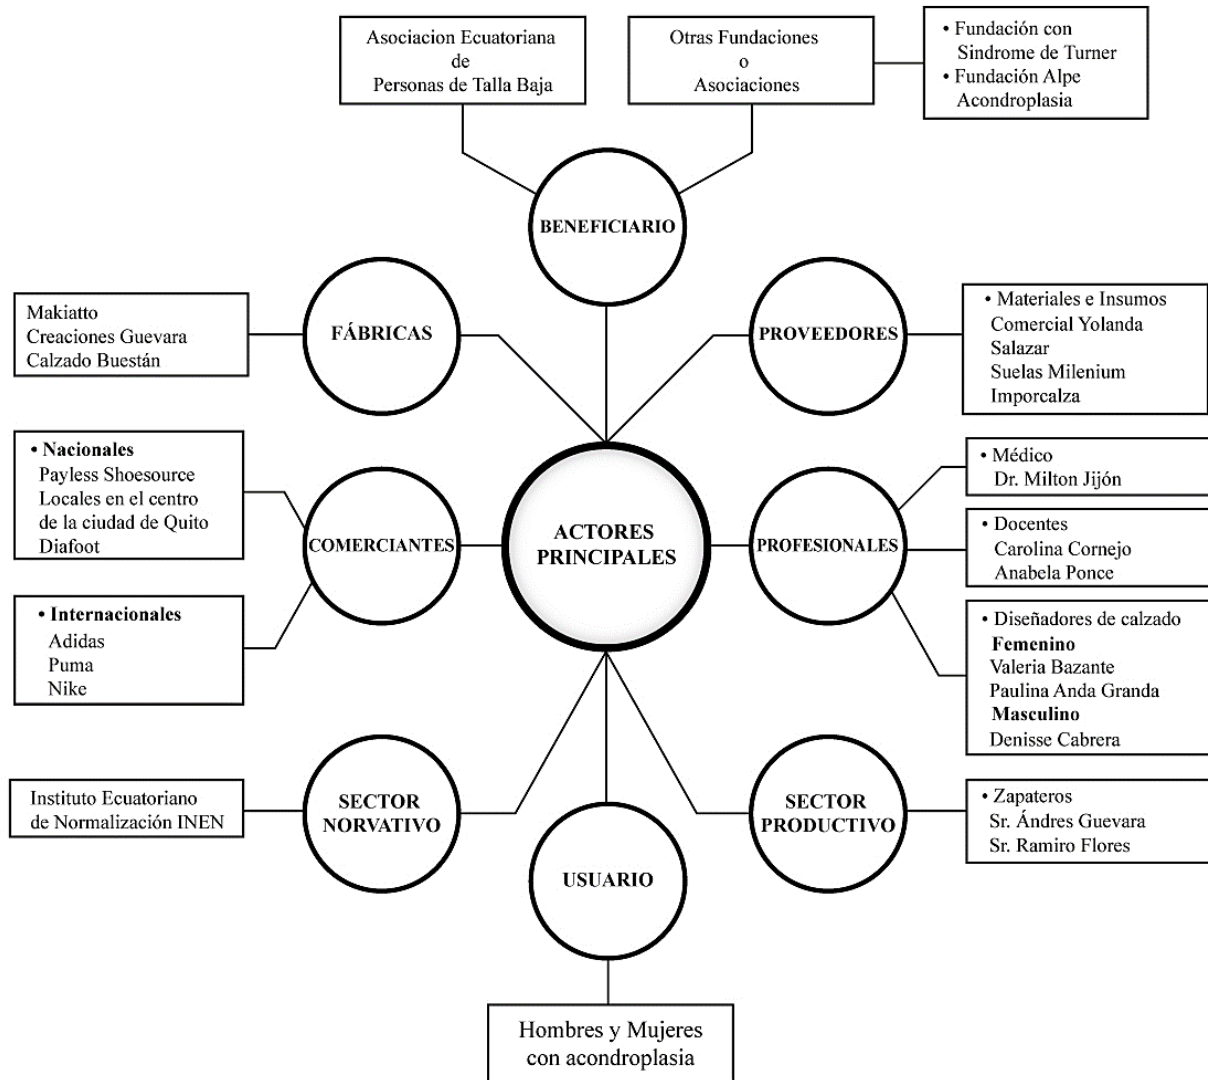 Asociacion Ecuatoriana
de
Personas de Talla Baja
Otras Fundaciones
o
Asociaciones
• Fundación con
Sindrome de Turner
• Fundación Alpe
Acondroplasia
BENEFICIARIO
Makiatto
Creaciones Guevara
Calzado Buestán
FÁBRICAS
PROVEEDORES
• Materiales e Insumos
Comercial Yolanda
Salazar
Suelas Milenium
Imporcalza
• Nacionales
Payless Shoesource
Locales en el centro
de la ciudad de Quito
Diafoot
• Internacionales
Adidas
Puma
Nike
COMERCIANTES
ACTORES
PRINCIPALES
PROFESIONALES
• Médico
Dr. Milton Jijón
• Docentes
Carolina Cornejo
Anabela Ponce
• Diseñadores de calzado
Femenino
Valeria Bazante
Paulina Anda Granda
Masculino
Denisse Cabrera
Instituto Ecuatoriano
de Normalización INEN
SECTOR
NORVATIVO
USUARIO
SECTOR
PRODUCTIVO
• Zapateros
Sr. Ándres Guevara
Sr. Ramiro Flores
Hombres y Mujeres
con acondroplasia